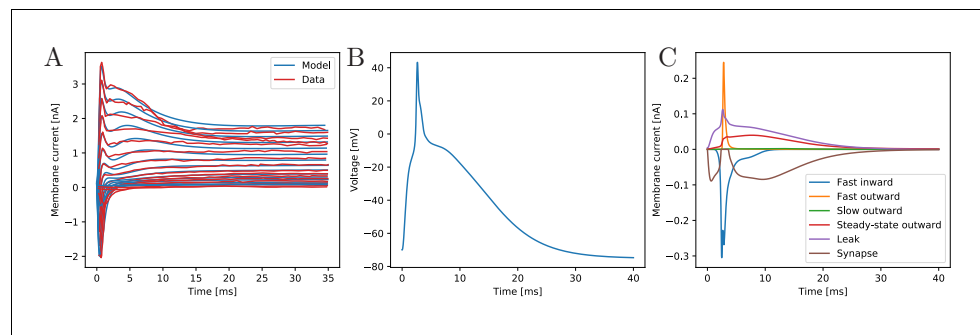 A
Membrane current [nA]
3
2
1
0
−1
−2
Model
Data
0 5 10 15 20 25 30 35
Time [ms]
B
Voltage [mV]
40
20
0
−20
−40
−60
−80
0 10 20 30 40
Time [ms]
C
Membrane current [nA]
0.2
0.1
0.0
−0.1
−0.2
−0.3
Fast inward
Fast outward
Slow outward
Steady-state outward
Leak
Synapse
0 10 20 30 40
Time [ms]